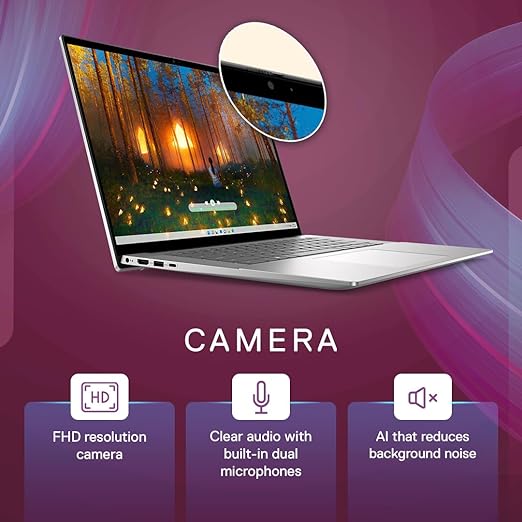 CAMERA
HD
FHD resolution
camera
Clear audio with
built-in dual
microphones
AI that reduces
background noise